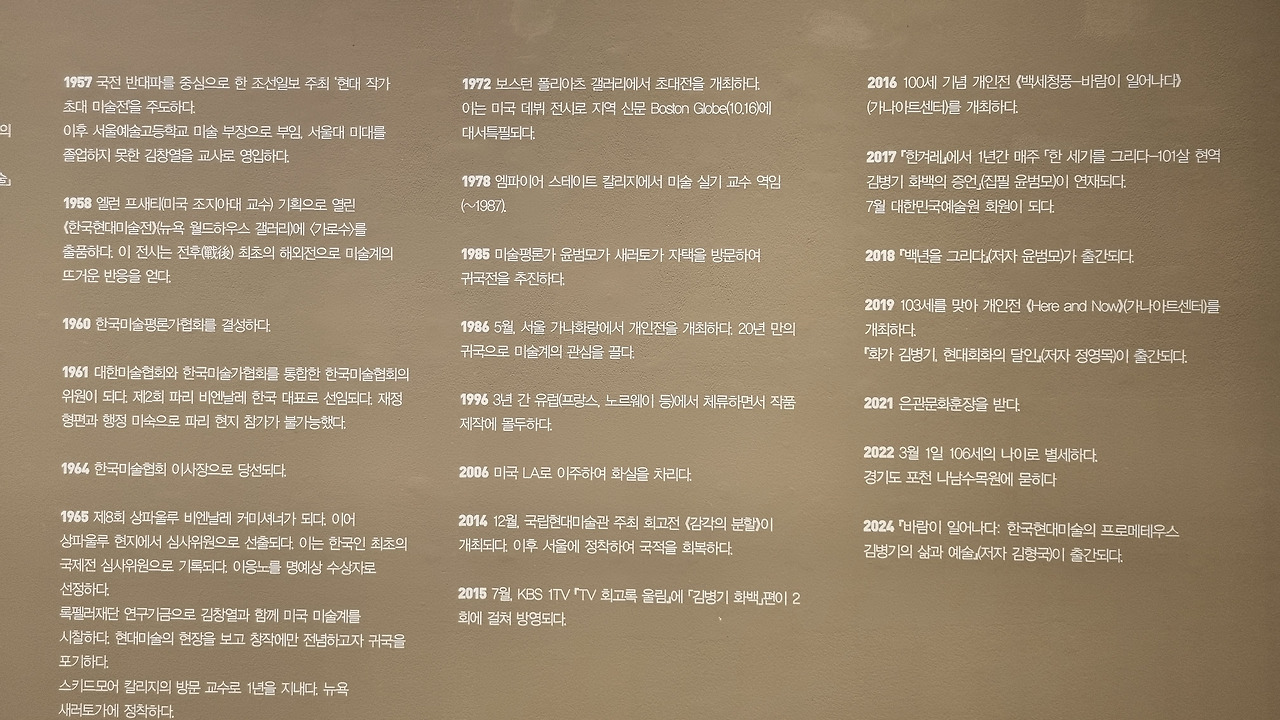 의
술』
1957 국전 반대파를 중심으로 한 조선일보 주최 '현대 작가
초대 미술전'을 주도하다.
이후 서울예술고등학교 미술 부장으로 부임, 서울대 미대를
졸업하지 못한 김창열을 교사로 영입하다.
1958 엘런 프세티(미국 조지아대 교수) 기획으로 열린
《한국현대미술전》(뉴욕 월드하우스 갤러리)에 〈가로수〉를
출품하다. 이 전시는 전후(戰後) 최초의 해외전으로 미술계의
뜨거운 반응을 얻다.
1960 한국미술평론가협회를 결성하다.
1961 대한미술협회와 한국미술가협회를 통합한 한국미술협회의
위원이 되다. 제2회 파리 비엔날레 한국 대표로 선임되다. 재정
형편과 행정 미숙으로 파리 현지 참가가 불가능했다.
1964 한국미술협회 이사장으로 당선되다.
1965 제8회 상파울루 비엔날레 커미셔너가 되다. 이어
상파울루 현지에서 심사위원으로 선출되다. 이는 한국인 최초의
국제전 심사위원으로 기록되다. 이응노를 명예상 수상자로
선정하다.
록펠러재단 연구기금으로 김창열과 함께 미국 미술계를
시찰하다. 현대미술의 현장을 보고 창작에만 전념하고자 귀국을
포기하다.
스키드모어 칼리지의 방문 교수로 1년을 지내다. 뉴욕
새러토가에 정착하다.
1972 보스턴 폴리아츠 갤러리에서 초대전을 개최하다.
이는 미국 데뷔 전시로 지역 신문 Boston Globe(10.16)에
대서특필되다.
1978 엠파이어 스테이트 칼리지에서 미술 실기 교수 역임
(~1987).
1985 미술평론가 윤범모가 새러토가 자택을 방문하여
귀국전을 추진하다.
1986 5월, 서울 가나화랑에서 개인전을 개최하다. 20년 만의
귀국으로 미술계의 관심을 끌다.
1996 3년 간 유럽(프랑스, 노르웨이 등)에서 체류하면서 작품
제작에 몰두하다.
2006 미국 LA로 이주하여 화실을 차리다.
2014 12월, 국립현대미술관 주최 회고전 《감각의 분할》이
개최되다. 이후 서울에 정착하여 국적을 회복하다.
2015 7월, KBS 1TV 『TV 회고록 울림』에 「김병기 화백」편이 2
회에 걸쳐 방영되다.
2016 100세 기념 개인전 《백세청풍–바람이 일어나다》
(가나아트센터)를 개최하다.
2017 『한겨레』에서 1년간 매주 「한 세기를 그리다–101살 현역
김병기 화백의 증언」(집필 윤범모)이 연재되다.
7월 대한민국예술원 회원이 되다.
2018 『백년을 그리다』(저자 윤범모)가 출간되다.
2019 103세를 맞아 개인전 《Here and Now》(가나아트센터)를
개최하다.
『화가 김병기, 현대회화의 달인』(저자 정영목)이 출간되다.
2021 은관문화훈장을 받다.
2022 3월 1일 106세의 나이로 별세하다.
경기도 포천 나남수목원에 묻히다
2024 『바람이 일어나다: 한국현대미술의 프로메테우스
김병기의 삶과 예술』(저자 김형국)이 출간되다.